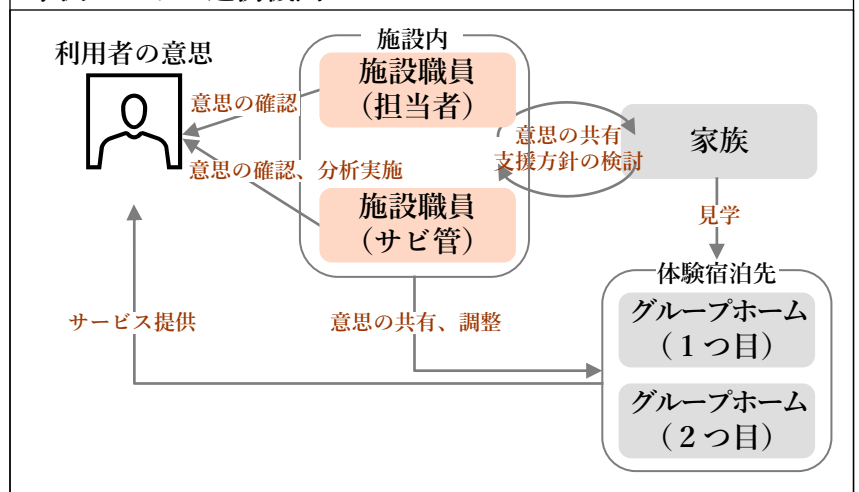 利用者の意思
施設内
施設職員
（担当者）
意思の確認
意思の共有
支援方針の検討
家族
意思の確認、分析実施
施設職員
（サビ管）
見学
体験宿泊先
グループホーム
（１つ目）
サービス提供
意思の共有、調整
グループホーム
（２つ目）